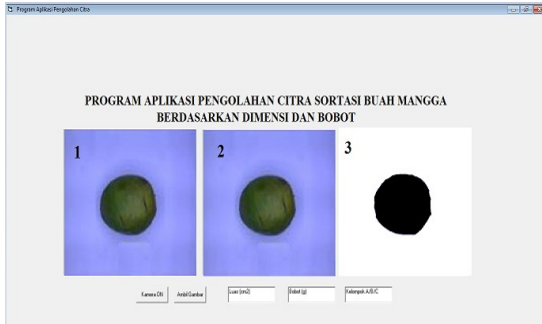 Program Aplikasi Pengolahan Citra
PROGRAM APLIKASI PENGOLAHAN CITRA SORTASI BUAH MANGGA
BERDASARKAN DIMENSI DAN BOBOT
1 2 3
Kamera ON Ambil Gambar Luas (cm2) Bobot (g) Kelompok A/B/C